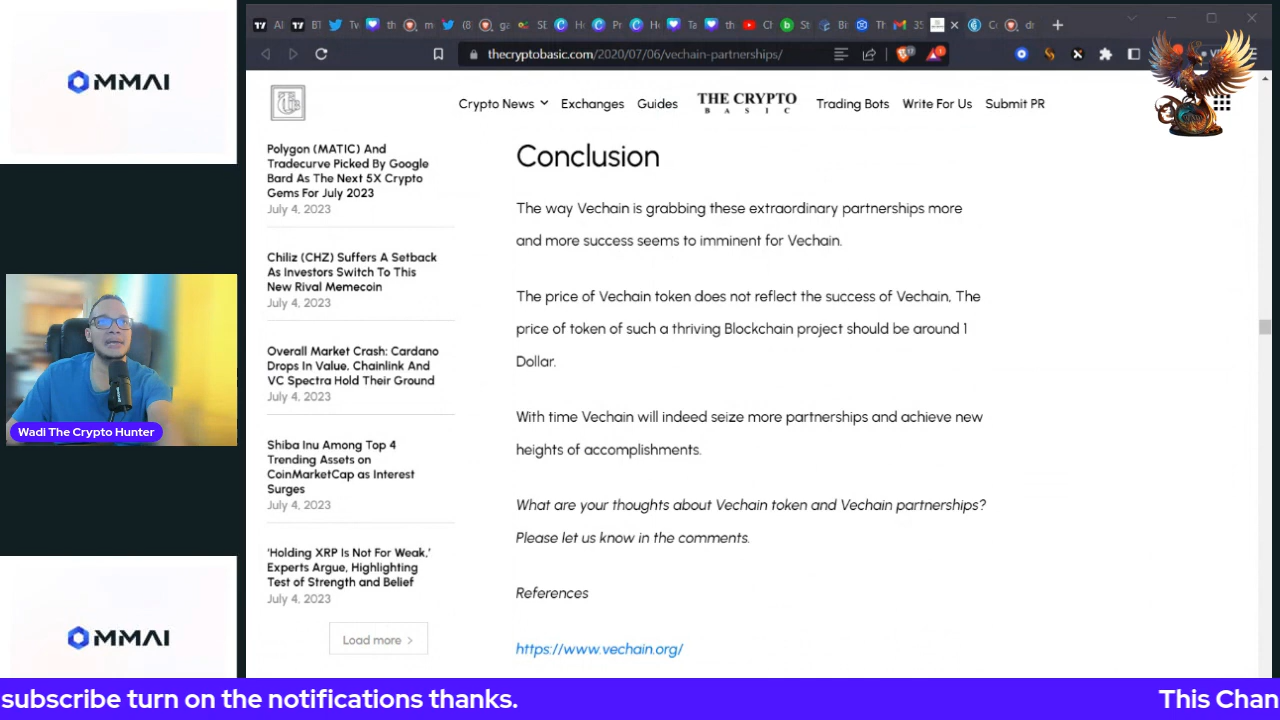 MMAI
Wadi The Crypto Hunter
MMAI
thecryptobasic.com/2020/07/06/vechain-partnerships/
Crypto News
Exchanges
Guides
THE CRYPTO
BASIC
Trading Bots
Write For Us
Submit PR
Polygon (MATIC) And
Tradecurve Picked By Google
Bard As The Next 5X Crypto
Gems For July 2023
July 4, 2023
Chiliz (CHZ) Suffers A Setback
As Investors Switch To This
New Rival Memecoin
July 4, 2023
Overall Market Crash: Cardano
Drops In Value, Chainlink And
VC Spectra Hold Their Ground
July 4, 2023
Shiba Inu Among Top 4
Trending Assets on
CoinMarketCap as Interest
Surges
July 4, 2023
‘Holding XRP Is Not For Weak,’
Experts Argue, Highlighting
Test of Strength and Belief
July 4, 2023
Load more
Conclusion
The way Vechain is grabbing these extraordinary partnerships more
and more success seems to imminent for Vechain.
The price of Vechain token does not reflect the success of Vechain, The
price of token of such a thriving Blockchain project should be around 1
Dollar.
With time Vechain will indeed seize more partnerships and achieve new
heights of accomplishments.
What are your thoughts about Vechain token and Vechain partnerships?
Please let us know in the comments.
References
https://www.vechain.org/
subscribe turn on the notifications thanks.
This Chan